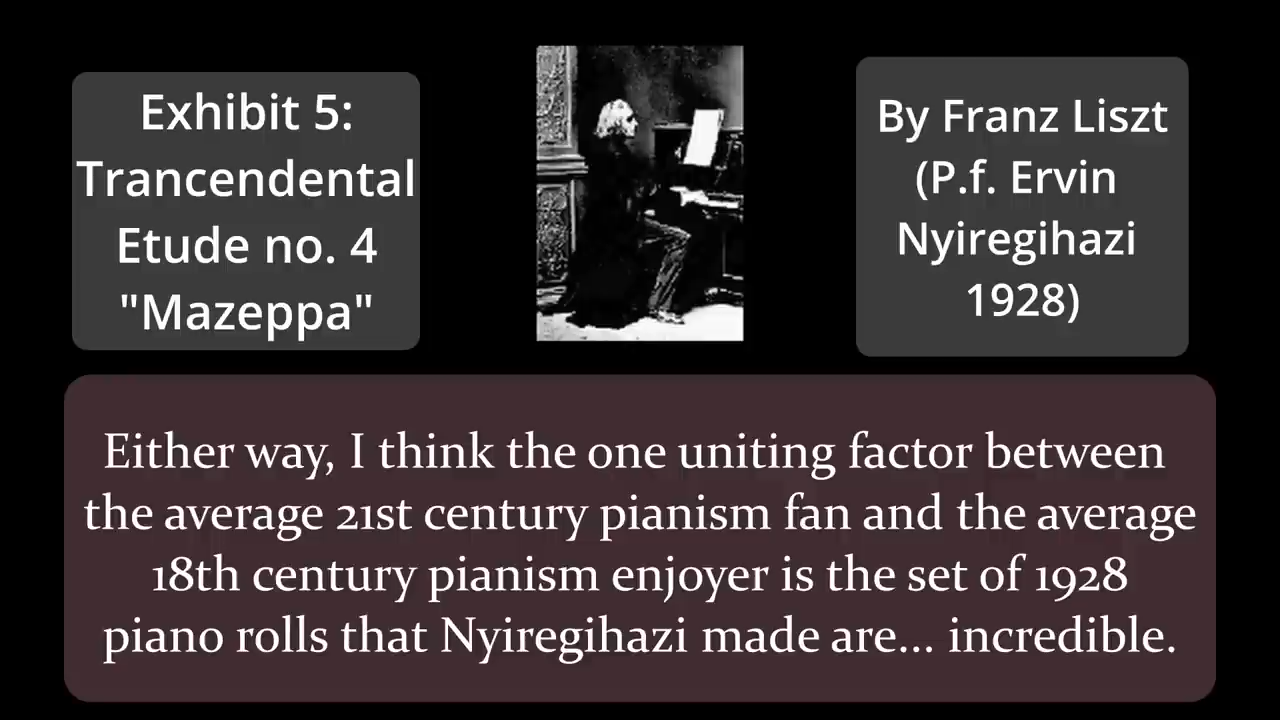 Exhibit 5:
Trancendental
Etude no. 4
"Mazeppa"
By Franz Liszt
(P.f. Ervin
Nyiregihazi
1928)
Either way, I think the one uniting factor between
the average 21st century pianism fan and the average
18th century pianism enjoyer is the set of 1928
piano rolls that Nyiregihazi made are... incredible.